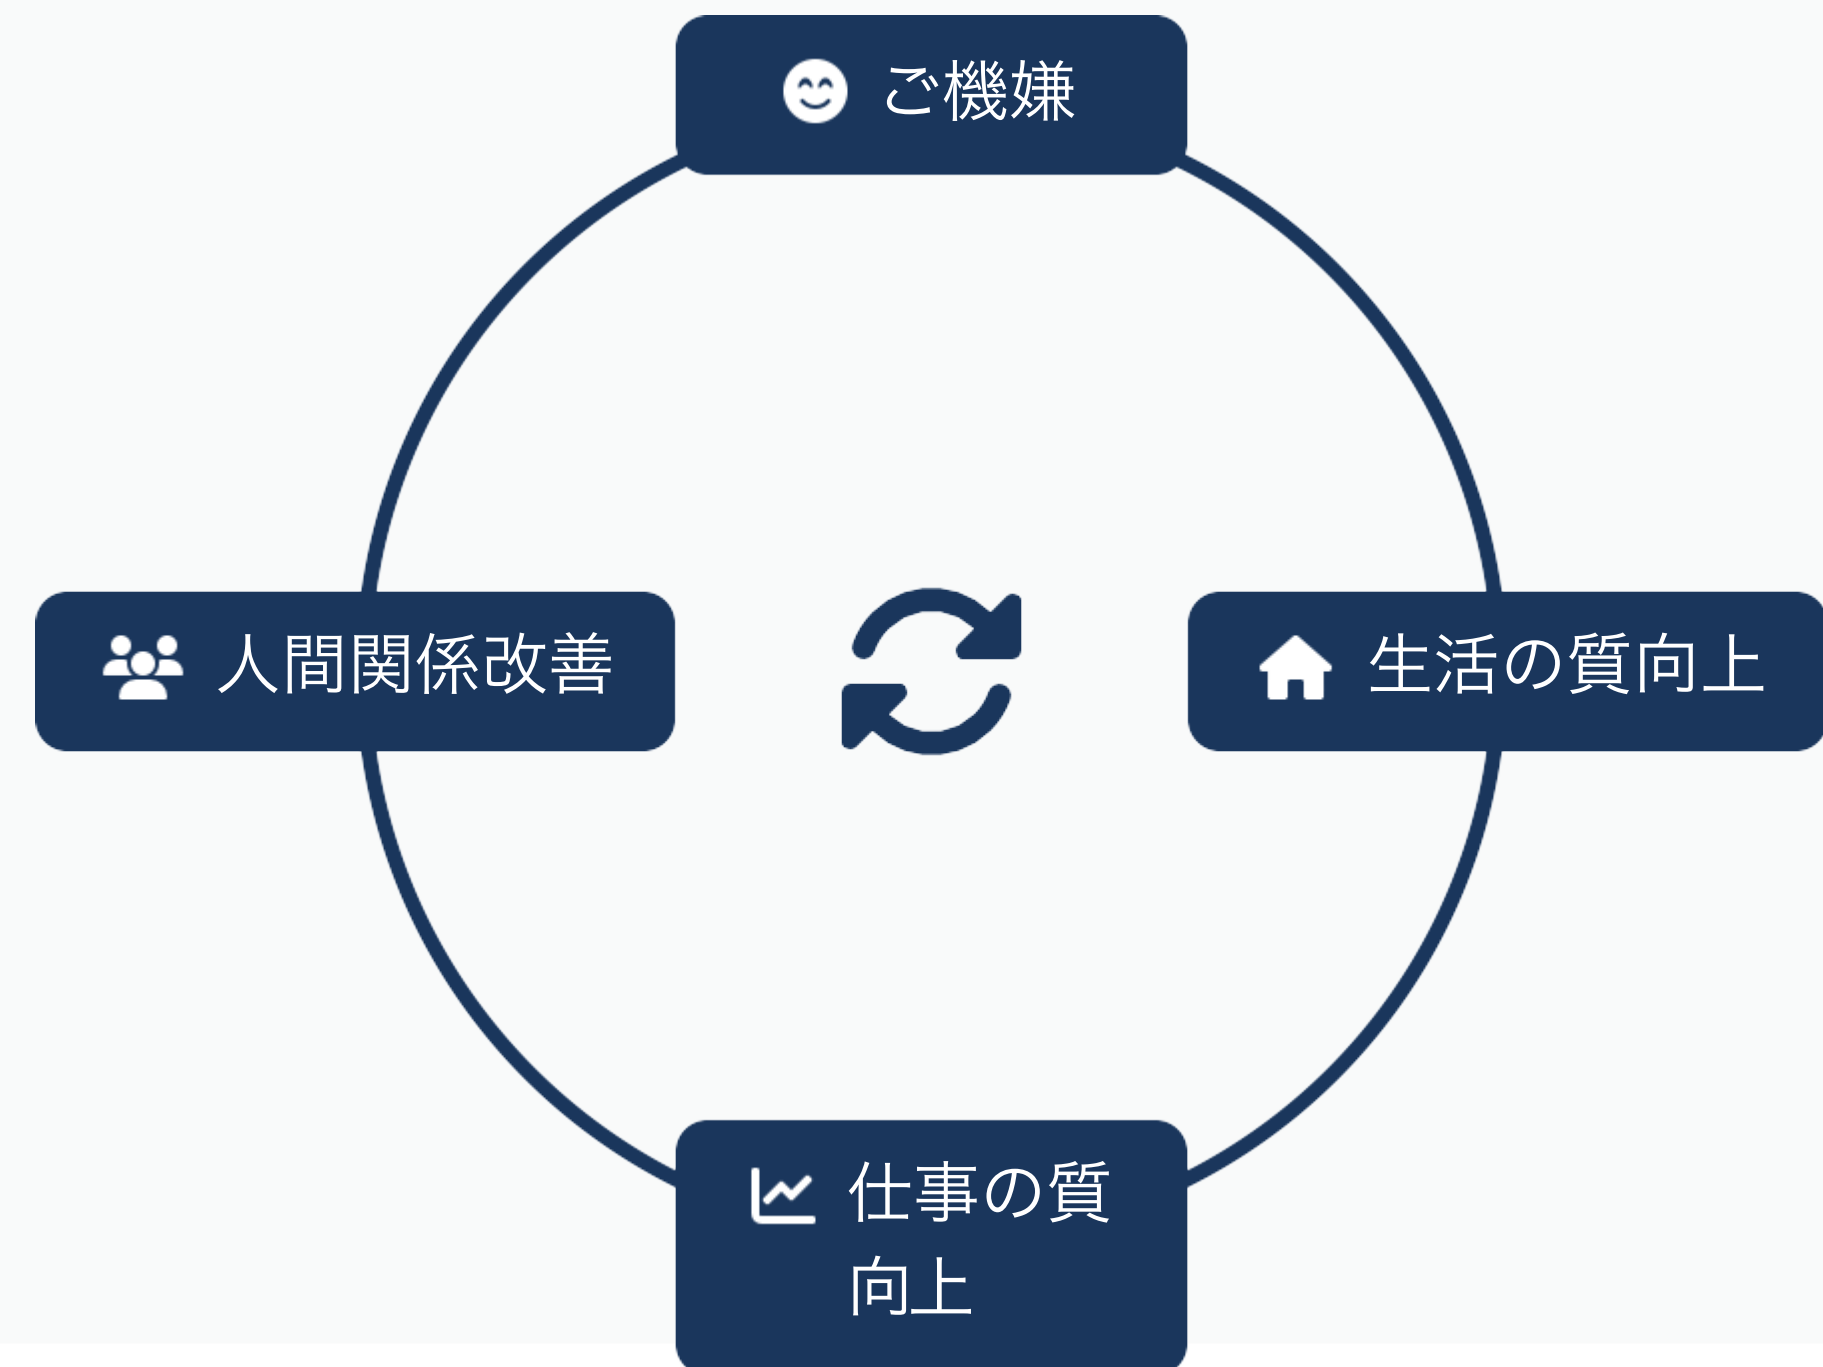 ご機嫌
人間関係改善
生活の質向上
仕事の質
向上